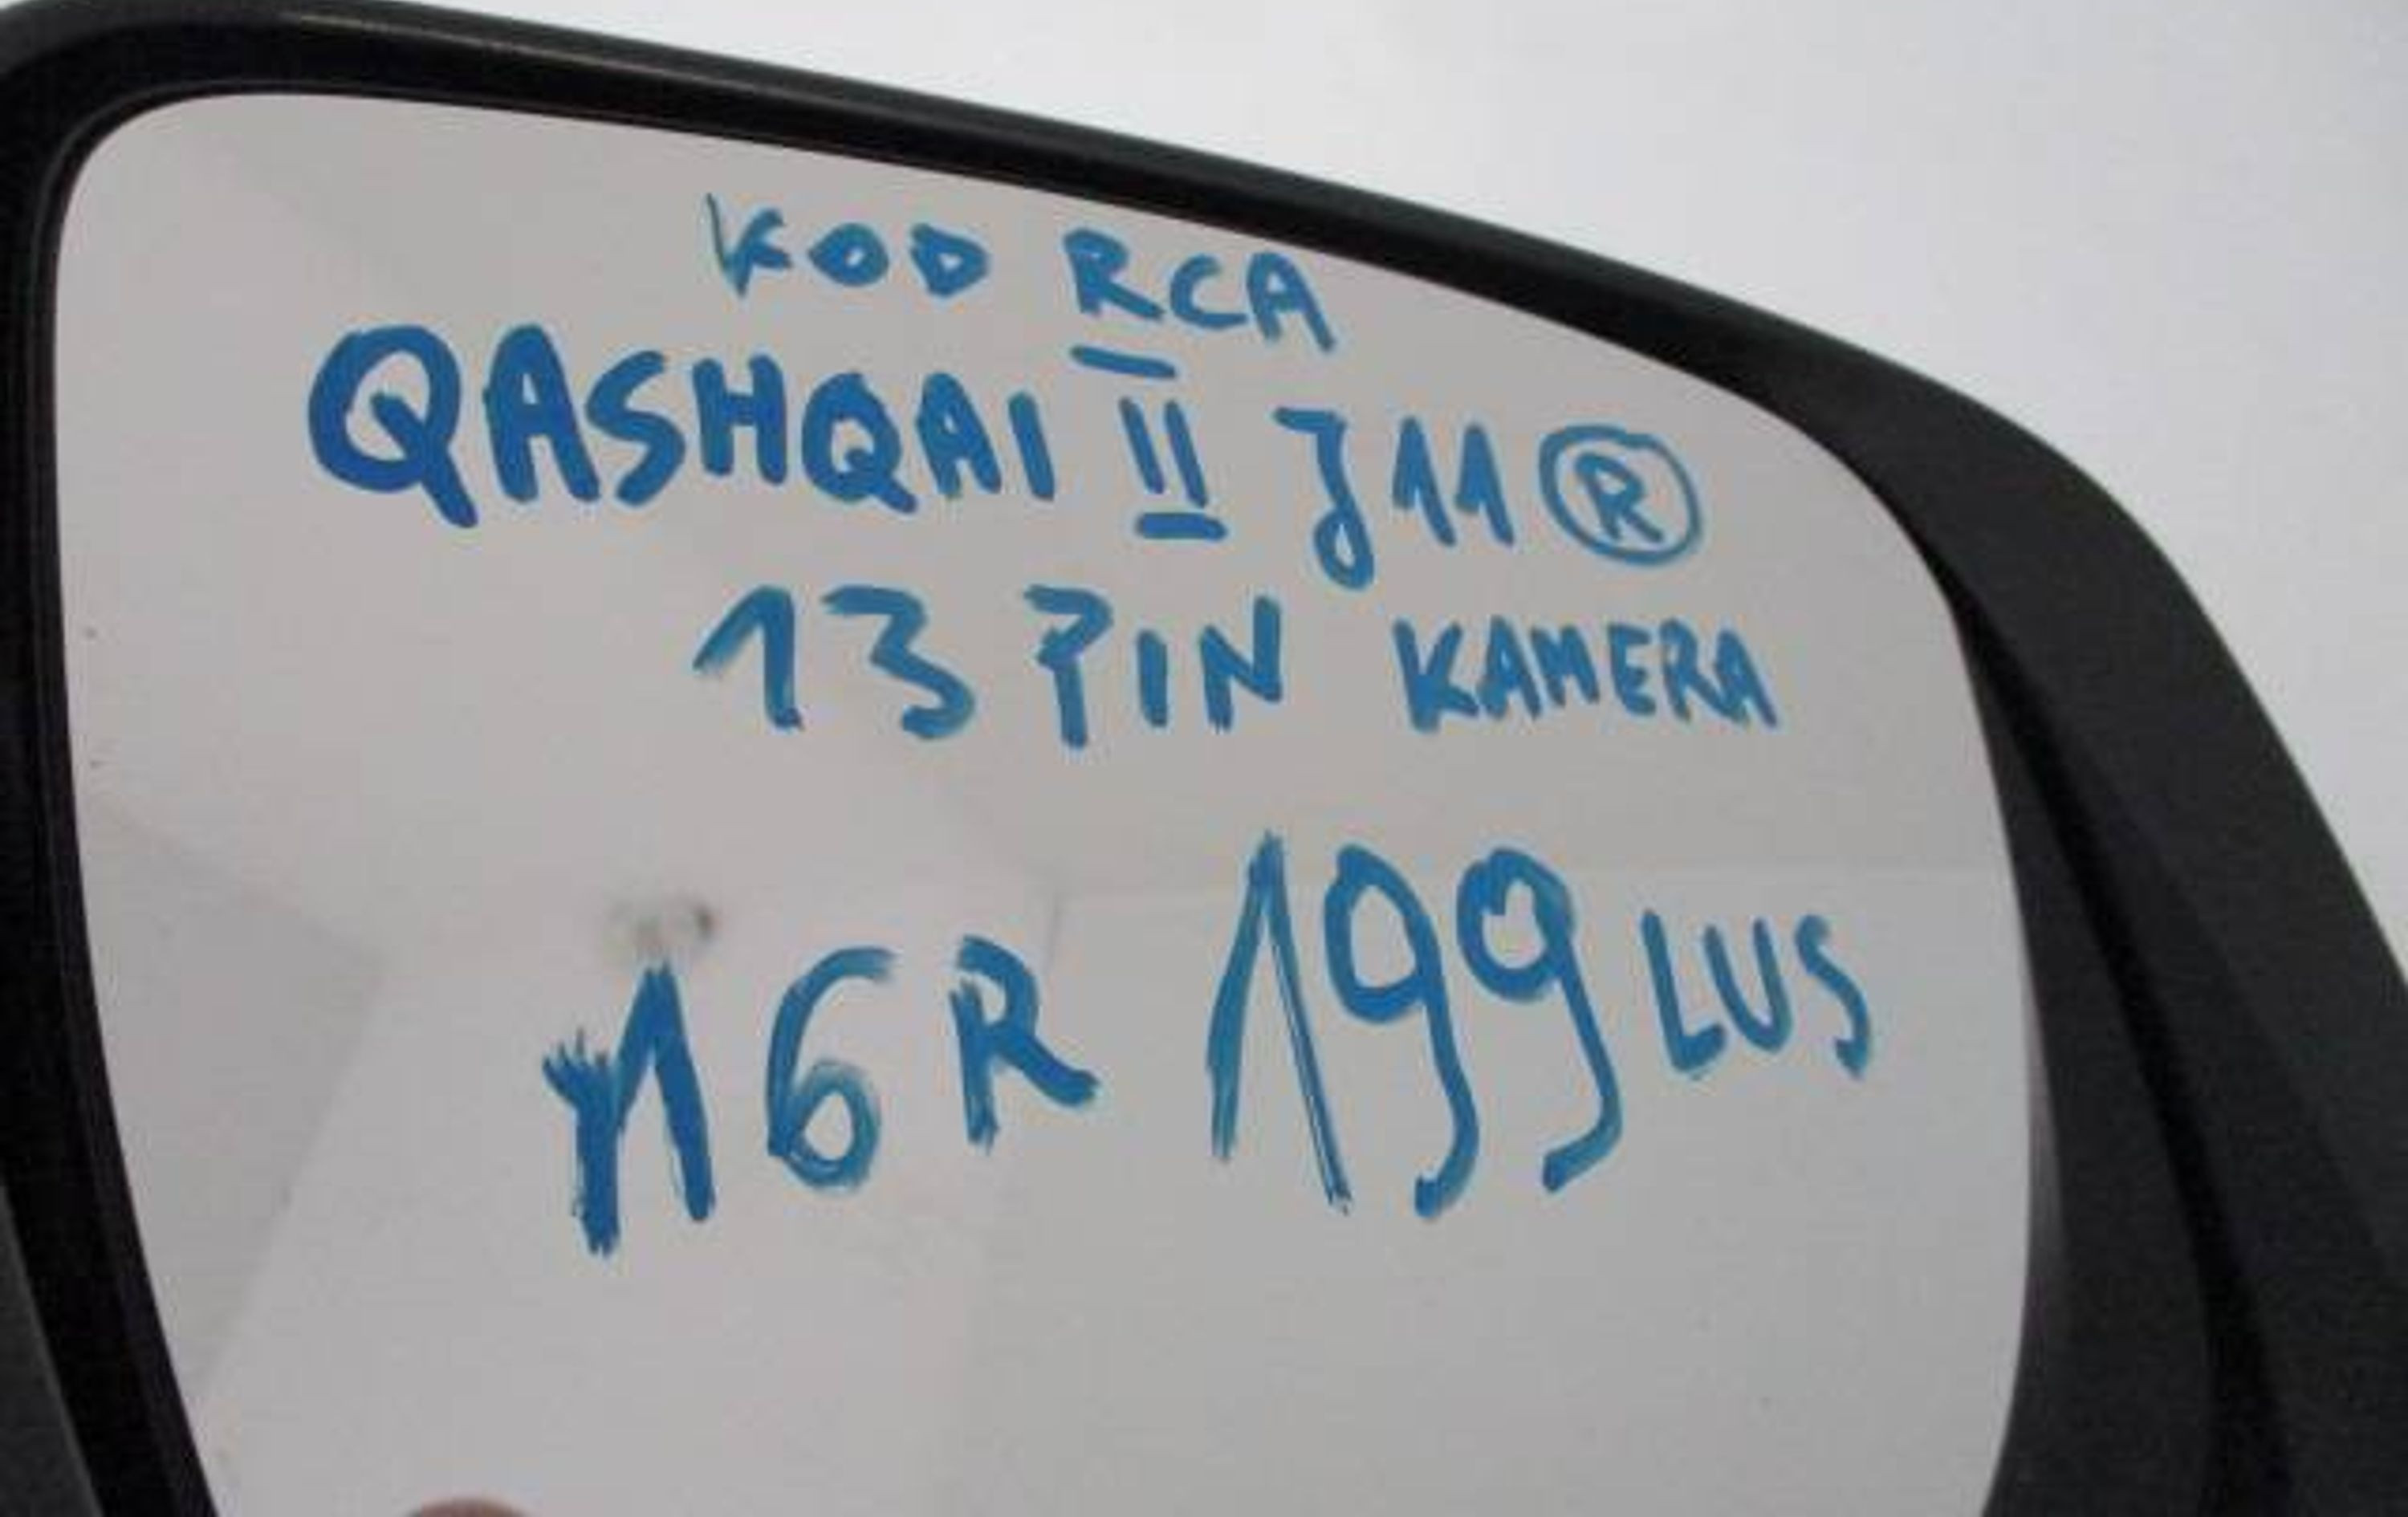 KOD RCA
QASHQAI II J11 R
13 PIN KAMERA
16R 199 LUS